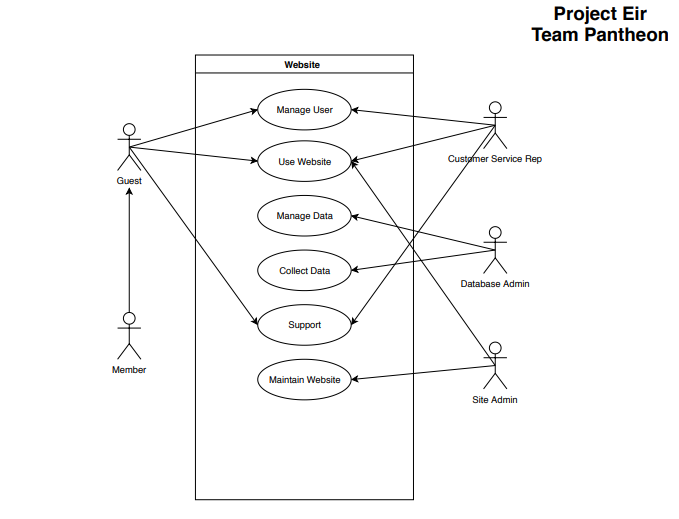 Project Eir
Team Pantheon
Website
Manage User
Use Website
Customer Service Rep
Guest
Manage Data
Collect Data
Database Admin
Support
Member
Maintain Website
Site Admin